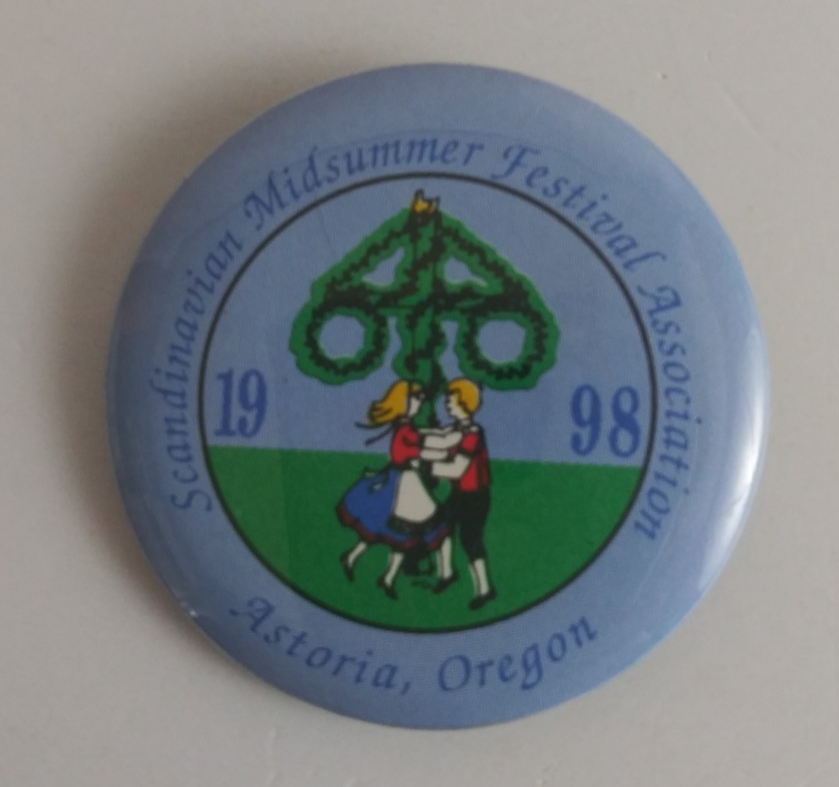 Scandinavian Midsummer Festival Association
19 98
Astoria, Oregon